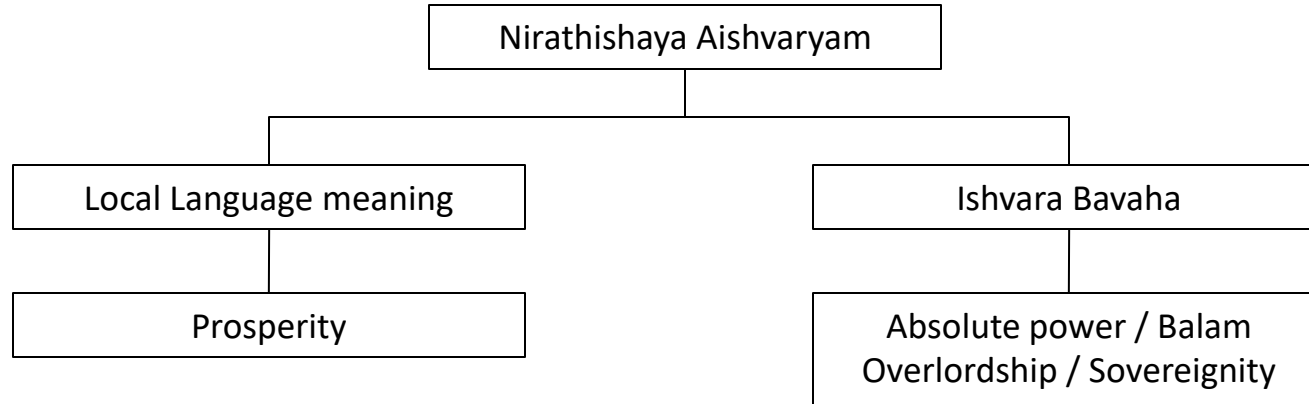 Nirathishaya Aishvaryam
Local Language meaning
Ishvara Bavaha
Prosperity
Absolute power / Balam
Overlordship / Sovereignity